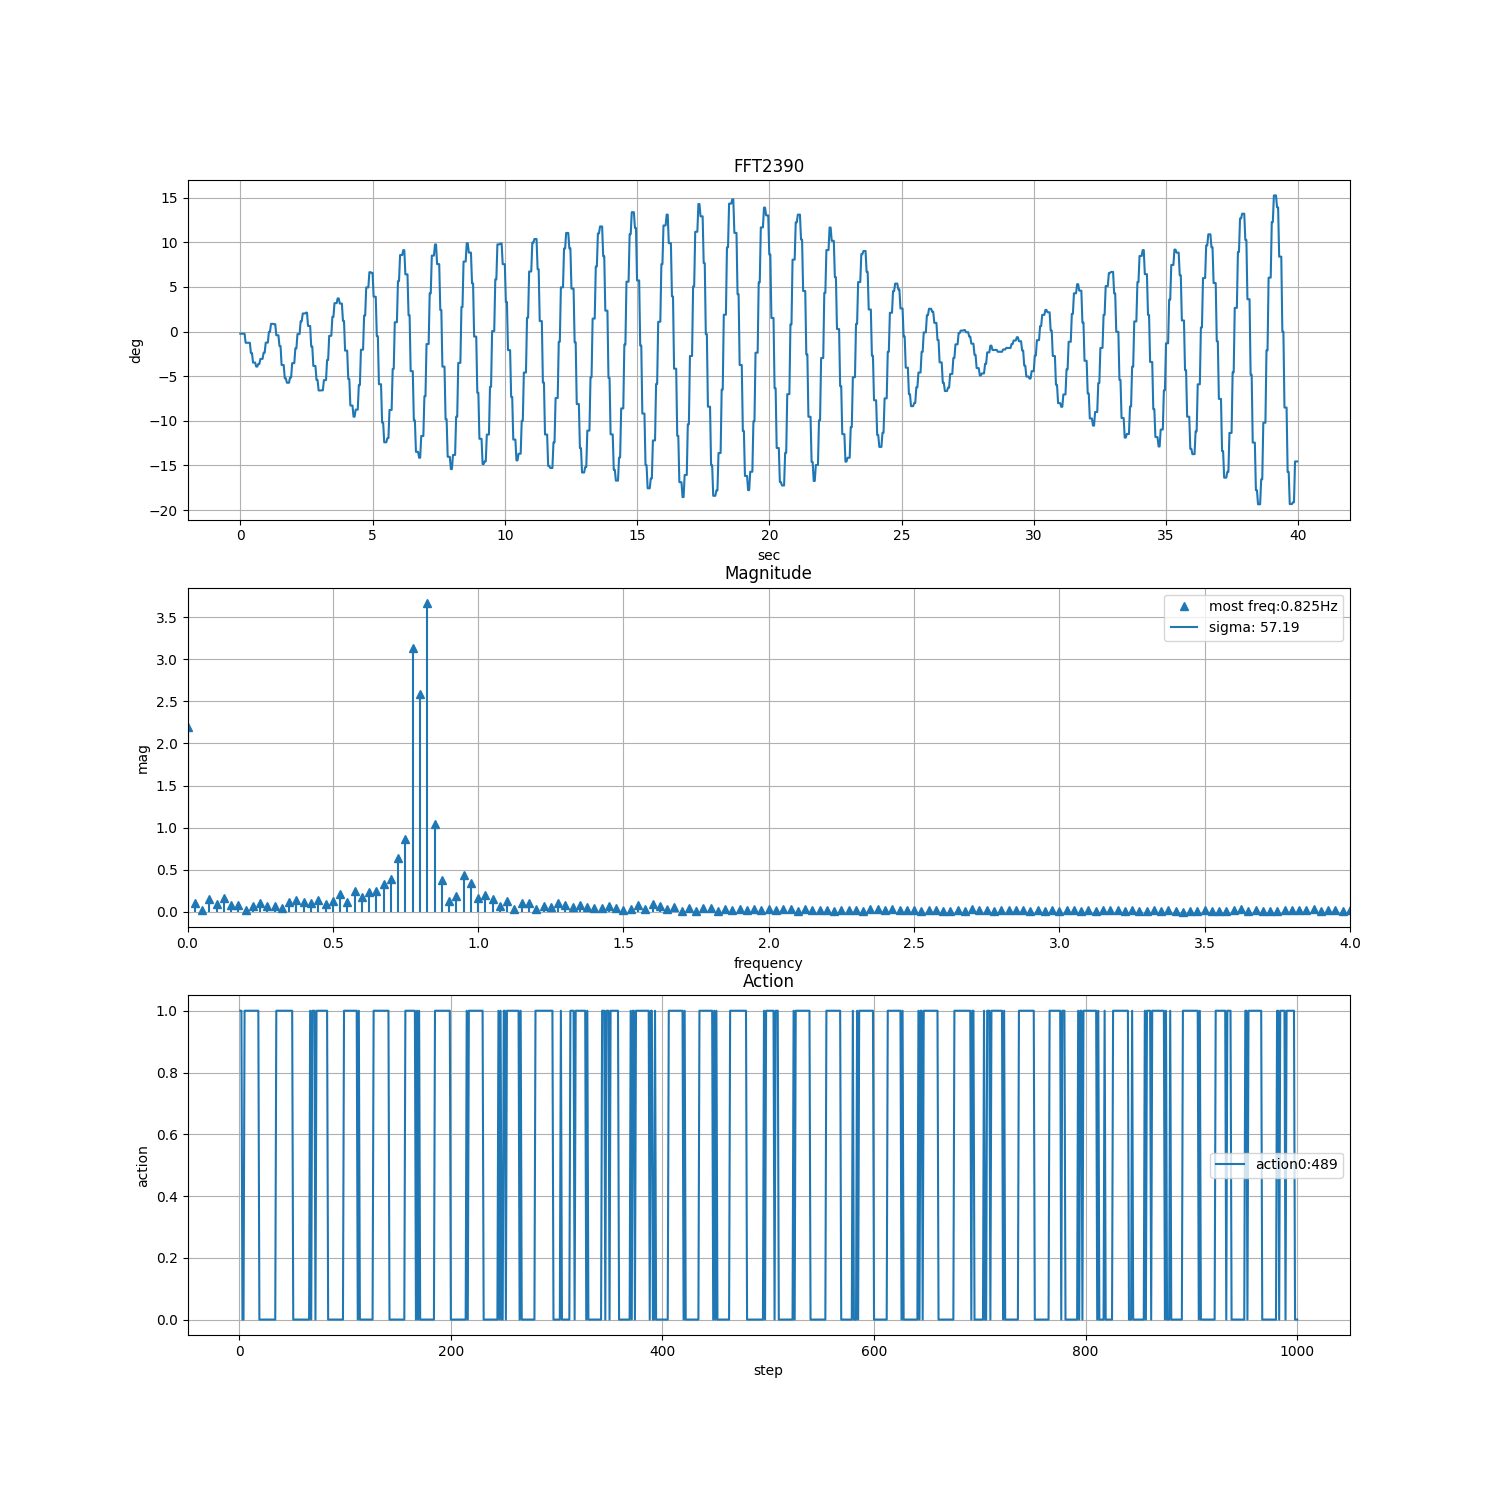 FFT2390
15
10
5
0
−5
−10
−15
−20
deg
0 5 10 15 20 25 30 35 40
sec
Magnitude
most freq:0.825Hz
sigma: 57.19
3.5
3.0
2.5
2.0
1.5
1.0
0.5
0.0
mag
0.0 0.5 1.0 1.5 2.0 2.5 3.0 3.5 4.0
frequency
Action
1.0
0.8
0.6
0.4
0.2
0.0
action
action0:489
0 200 400 600 800 1000
step